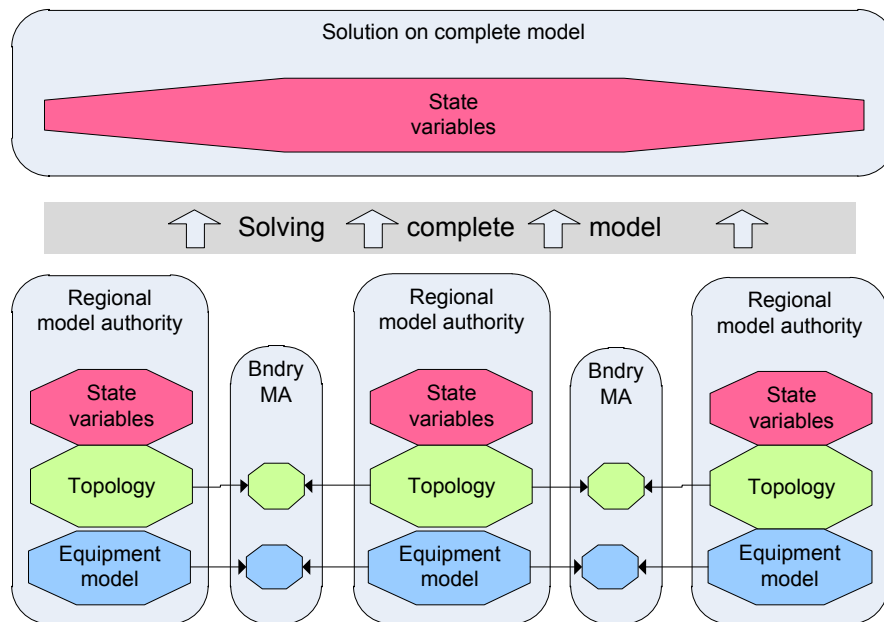 Solution on complete model
State
variables
Solving complete model
Regional
model authority
State
variables
Topology
Equipment
model
Bndry
MA
Regional
model authority
State
variables
Topology
Equipment
model
Bndry
MA
Regional
model authority
State
variables
Topology
Equipment
model